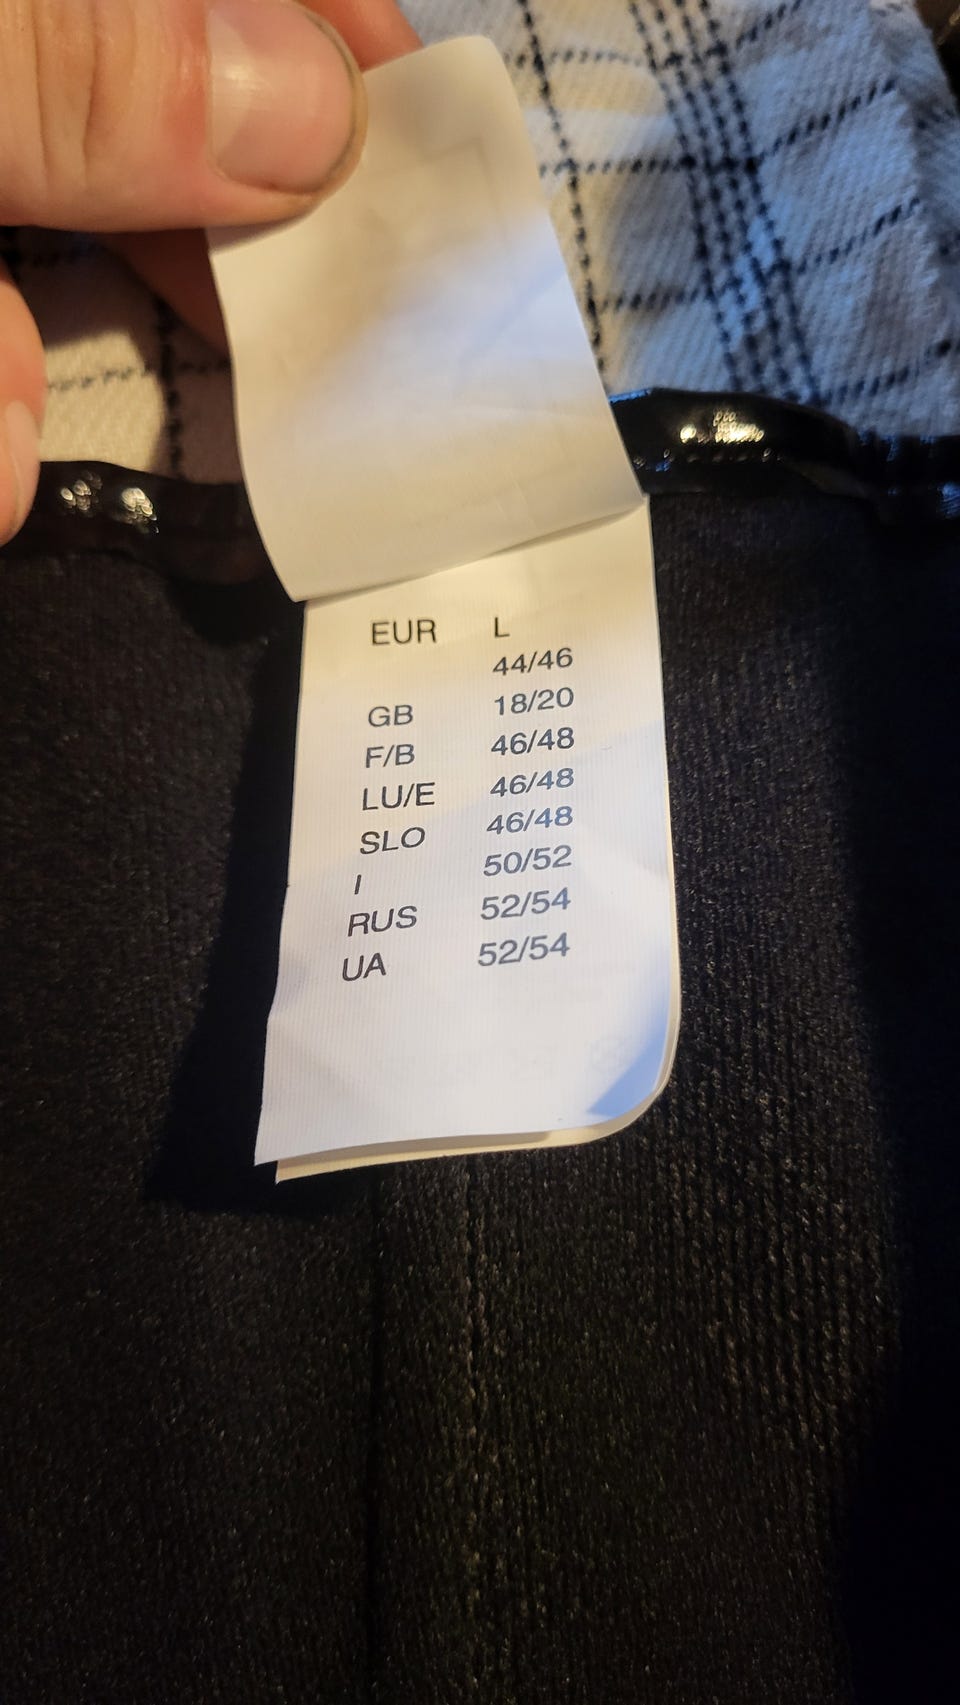 EUR L
44/46
GB 18/20
F/B 46/48
LU/E 46/48
SLO 46/48
I 50/52
RUS 52/54
UA 52/54